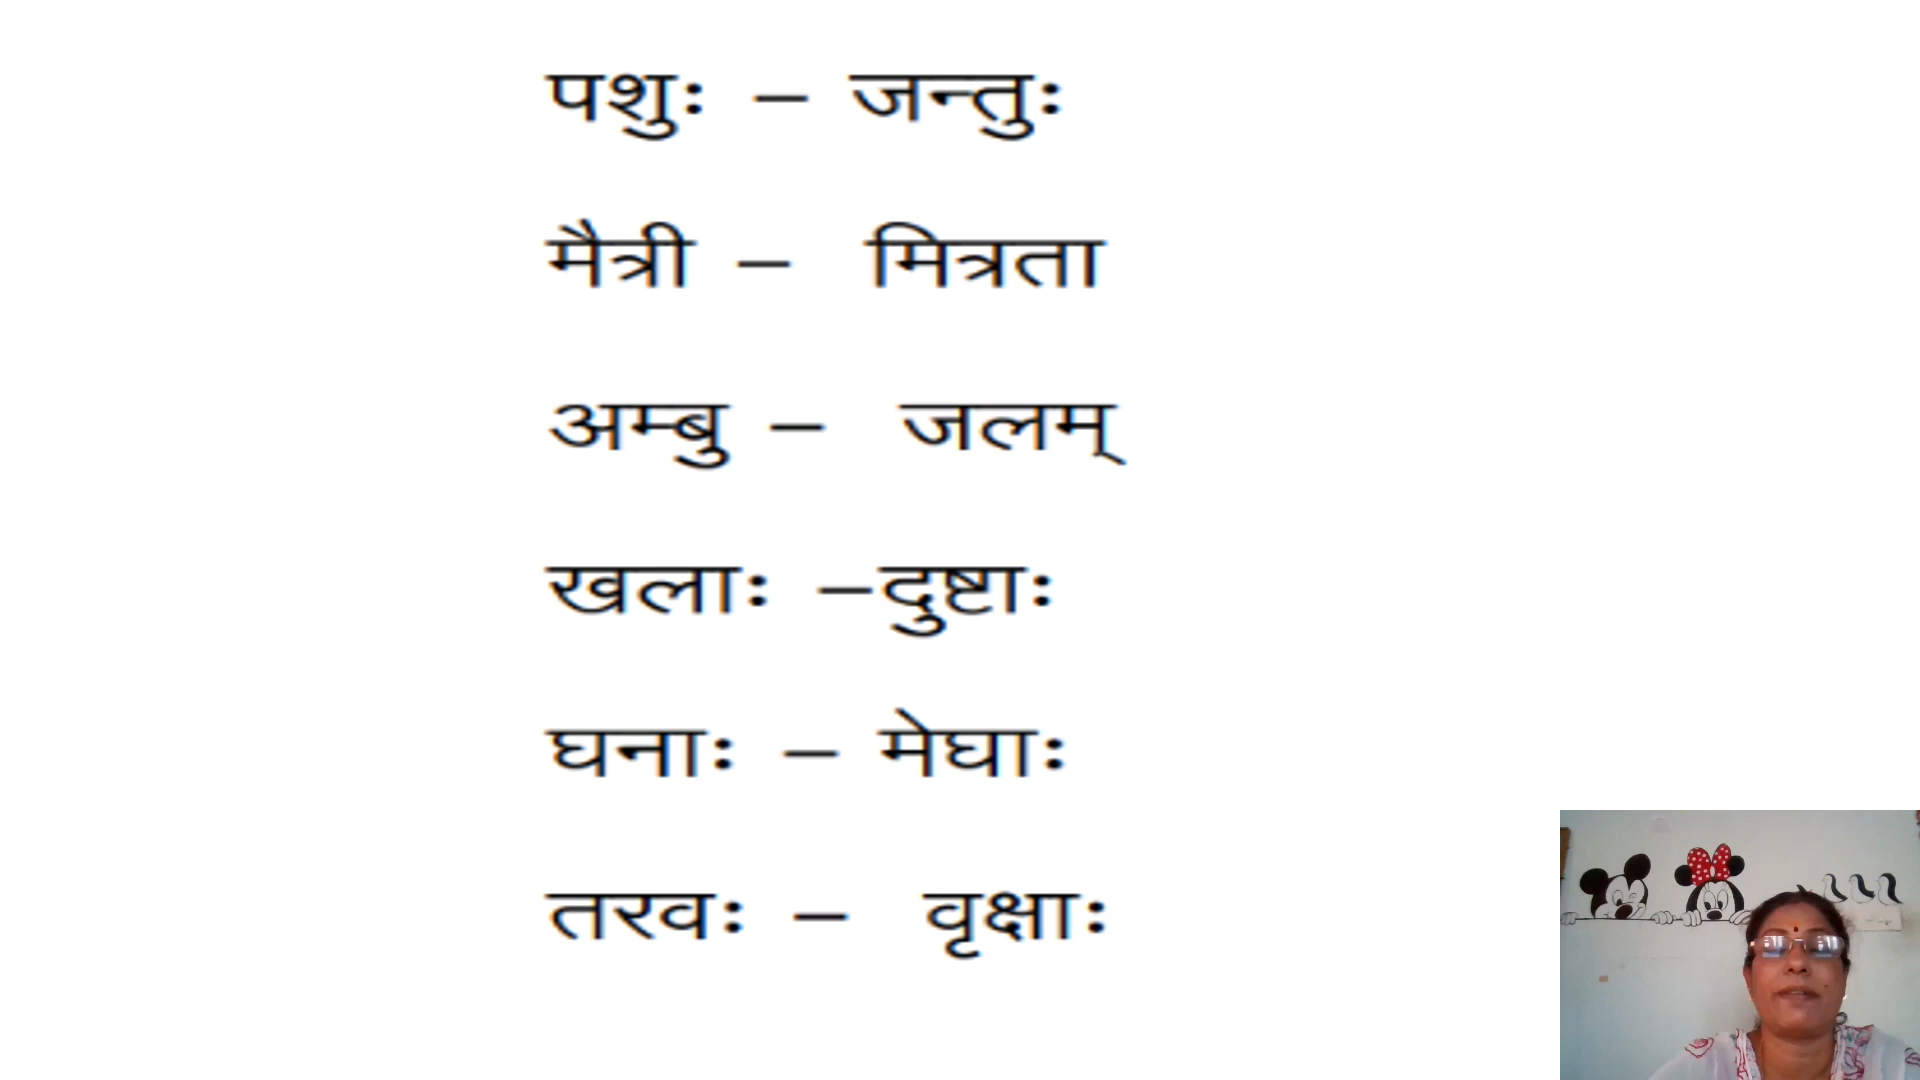 पशुः – जन्तुः
मैत्री – मित्रता
अम्बु – जलम्
खलाः –दुष्टाः
घनाः – मेघाः
तरवः – वृक्षाः